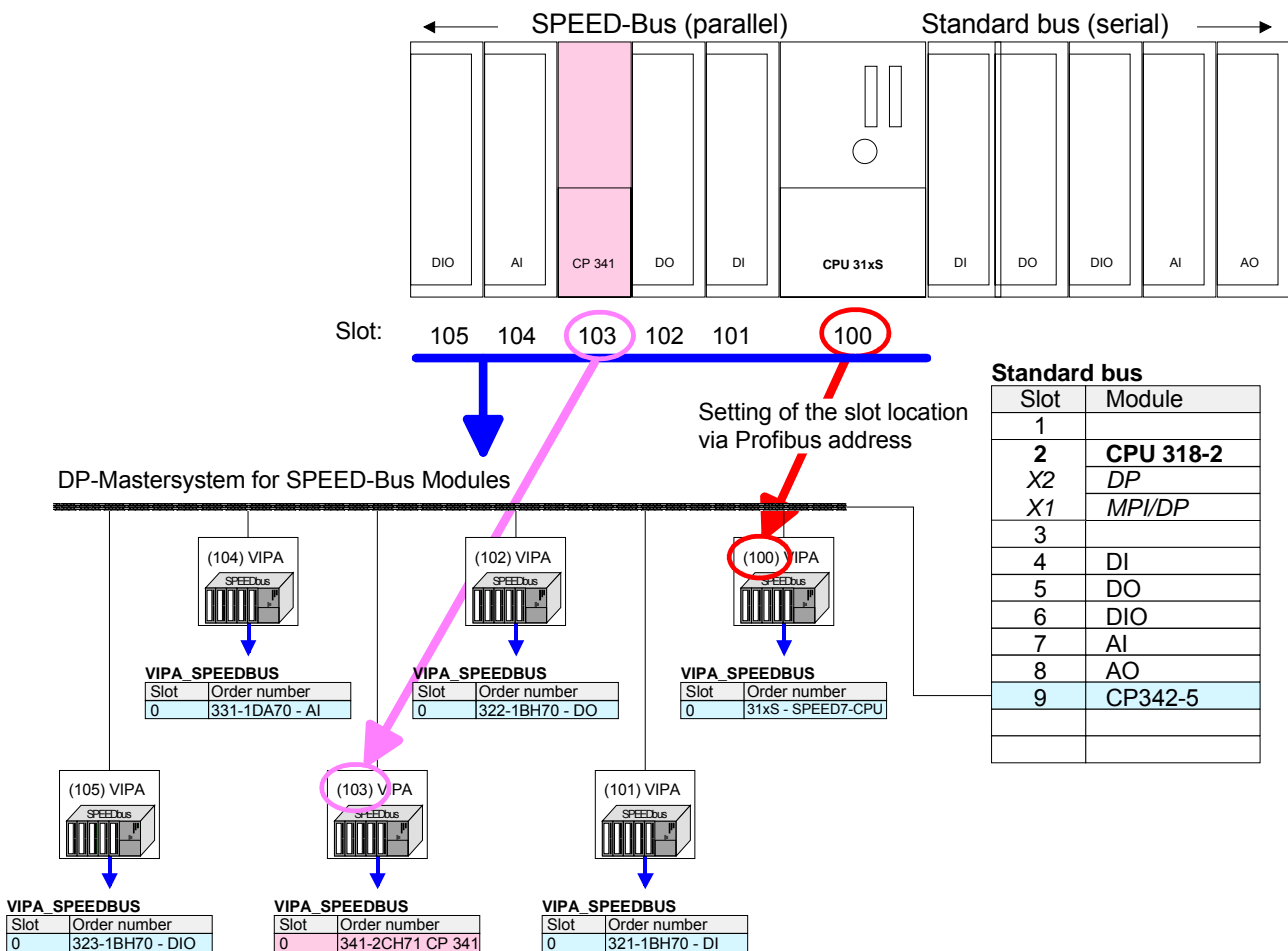 SPEED-Bus (parallel) Standard bus (serial)
DIO AI CP 341 DO DI CPU 31xS DI DO DIO AI AO
Slot: 105 104 103 102 101 100
Setting of the slot location
via Profibus address
DP-Mastersystem for SPEED-Bus Modules
Standard bus
Slot Module
1
2 CPU 318-2
X2 DP
X1 MPI/DP
3
4 DI
5 DO
6 DIO
7 AI
8 AO
9 CP342-5
(104) VIPA
SPEEDbus
VIPA_SPEEDBUS
Slot Order number
0 331-1DA70 - AI
(102) VIPA
SPEEDbus
VIPA_SPEEDBUS
Slot Order number
0 322-1BH70 - DO
(100) VIPA
SPEEDbus
VIPA_SPEEDBUS
Slot Order number
0 31xS - SPEED7-CPU
(105) VIPA
SPEEDbus
VIPA_SPEEDBUS
Slot Order number
0 323-1BH70 - DIO
(103) VIPA
SPEEDbus
VIPA_SPEEDBUS
Slot Order number
0 341-2CH71 CP 341
(101) VIPA
SPEEDbus
VIPA_SPEEDBUS
Slot Order number
0 321-1BH70 - DI